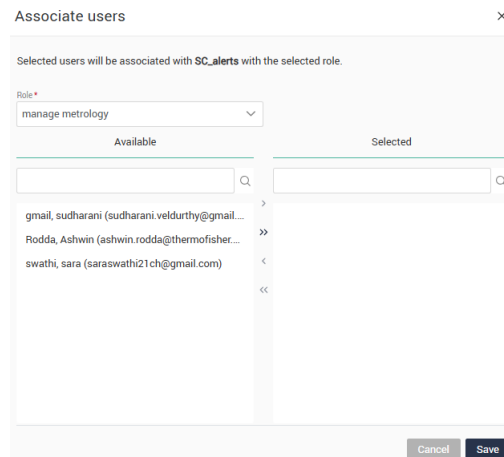 Associate users
Selected users will be associated with SC_alerts with the selected role.
Role*
manage metrology
Available
Selected
gmail, sudharani (sudharani.veldurthy@gmail....
Rodda, Ashwin (ashwin.rodda@thermofisher....
swathi, sara (saraswathi21ch@gmail.com)
Cancel
Save